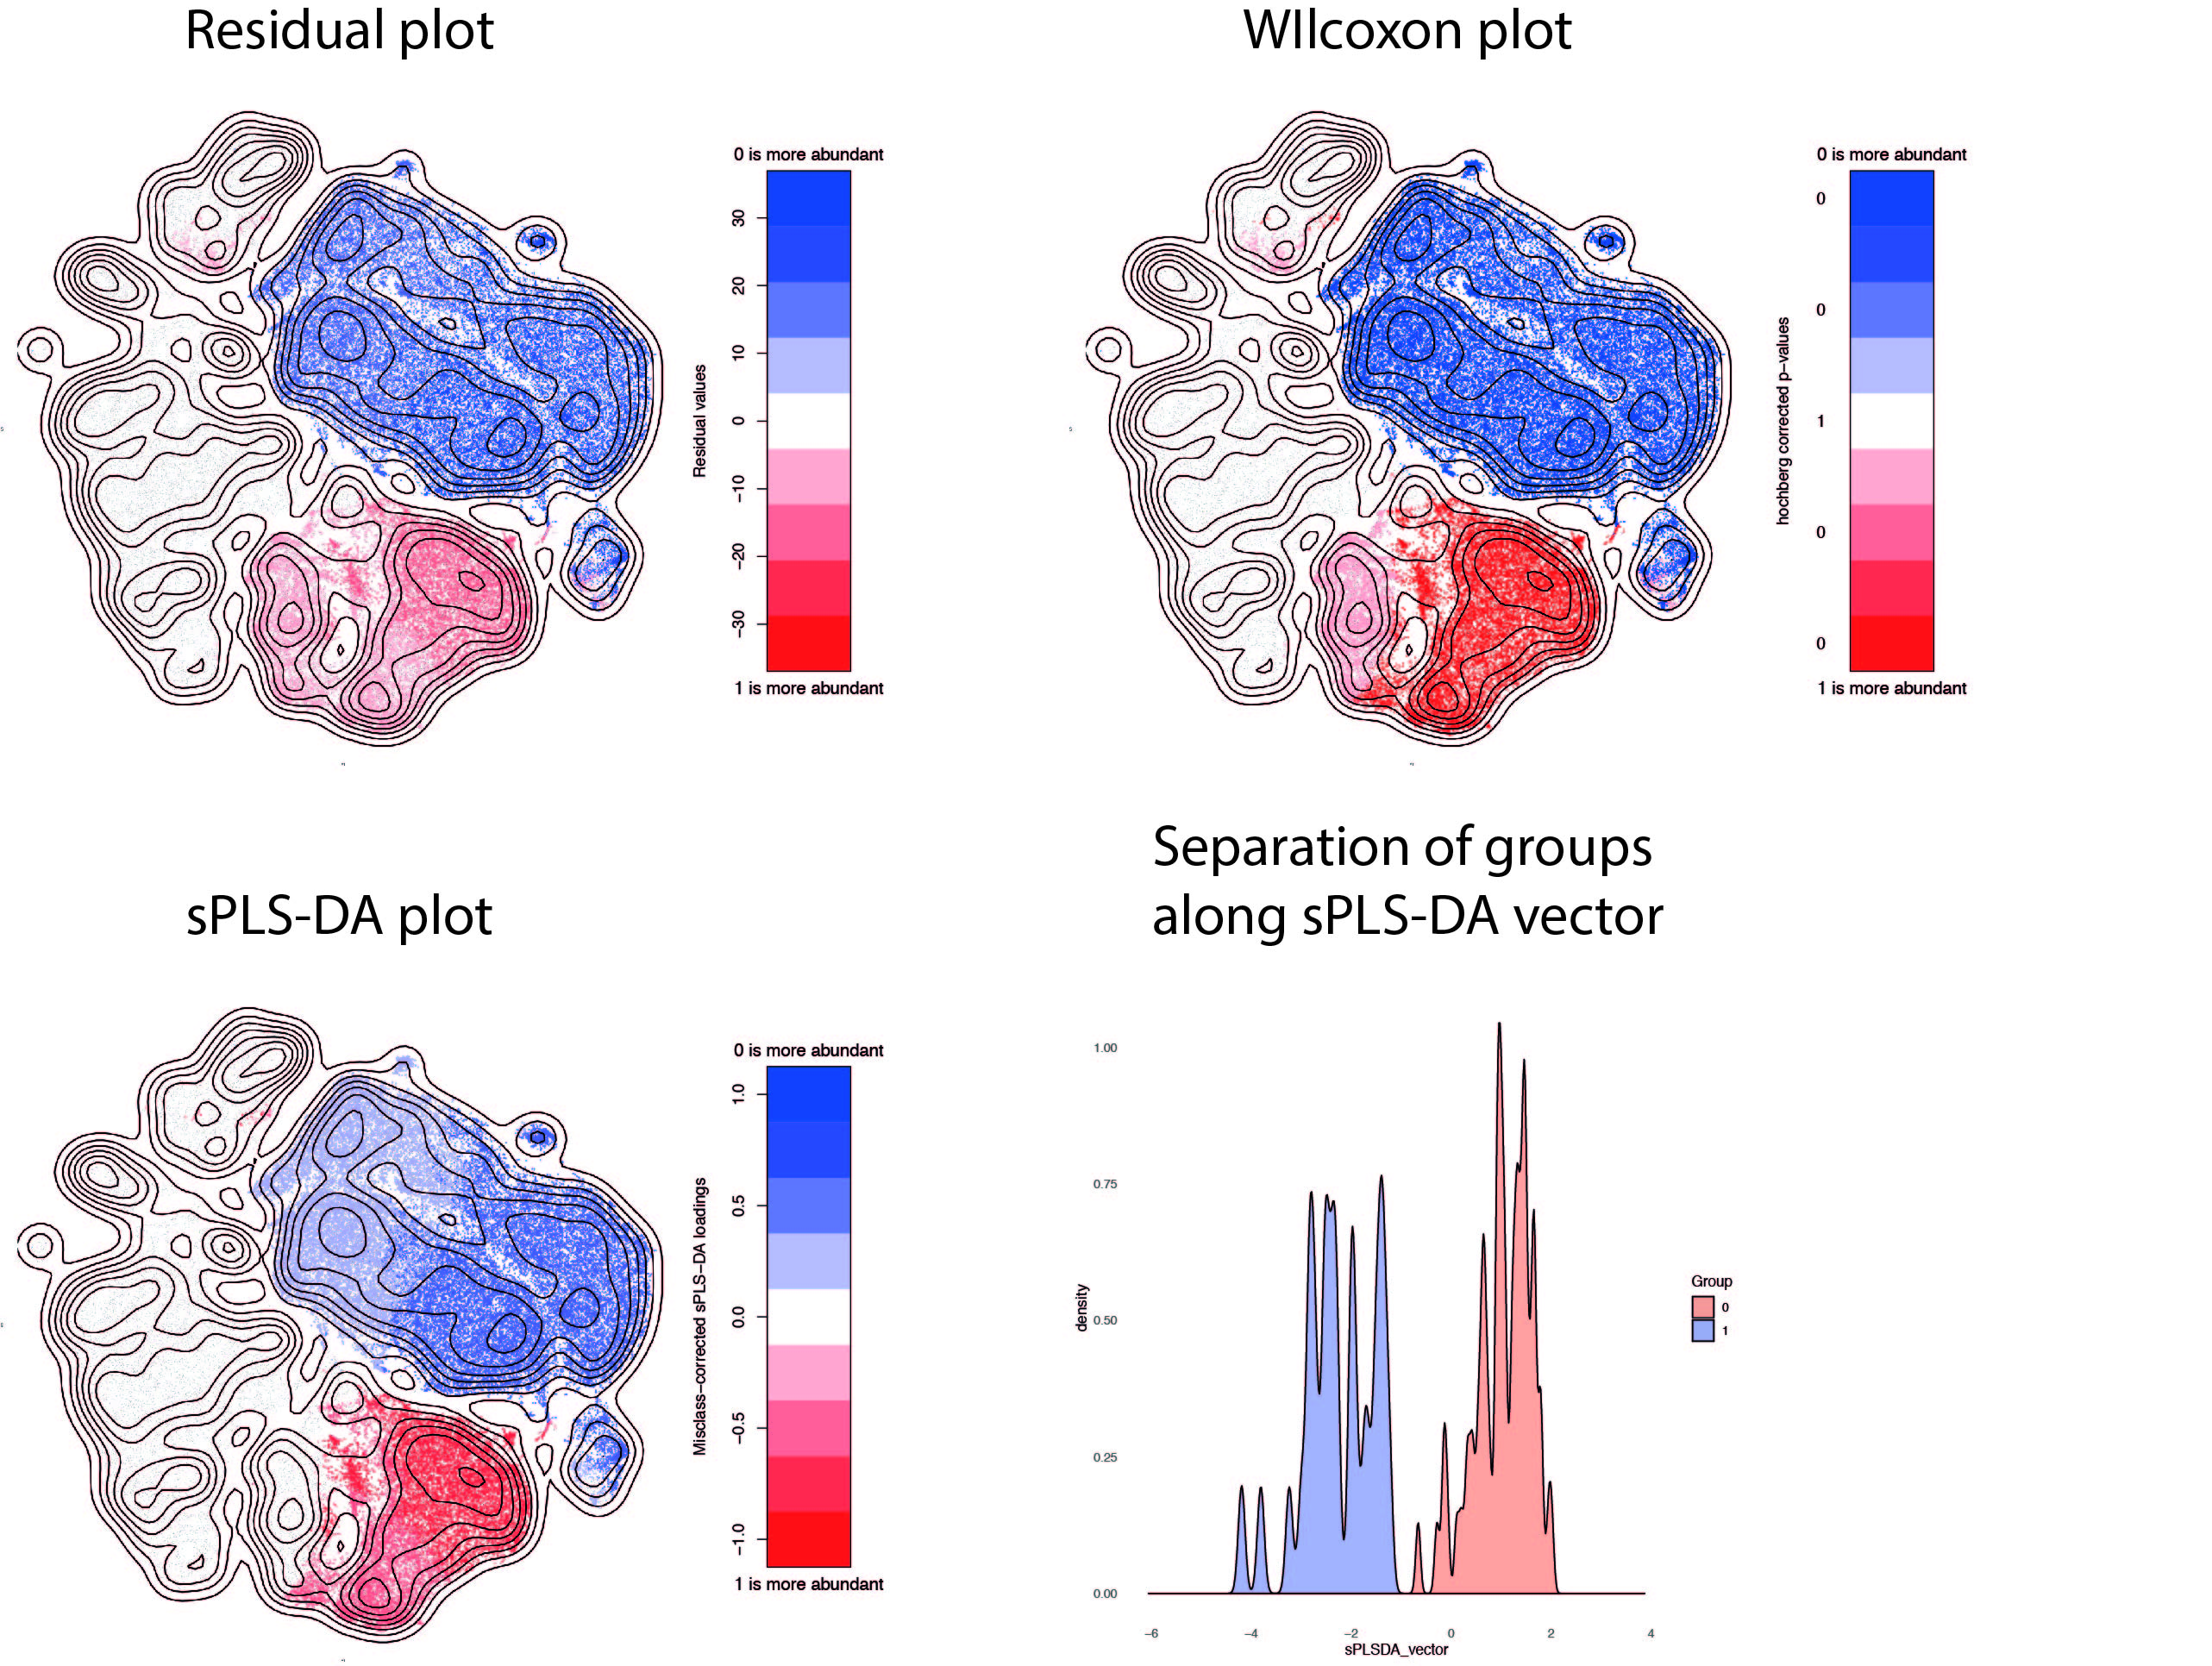 Residual plot
WIlcoxon plot
0 is more abundant
30
20
10
0
−10
−20
−30
Residual values
1 is more abundant
0 is more abundant
0
0
1
0
0
hochberg corrected p−values
1 is more abundant
sPLS-DA plot
Separation of groups
along sPLS-DA vector
0 is more abundant
1.0
0.5
0.0
−0.5
−1.0
Misclass−corrected sPLS−DA loadings
1 is more abundant
1.00
0.75
0.50
0.25
0.00
density
−6 −4 −2 0 2 4
sPLSDA_vector
Group
0
1